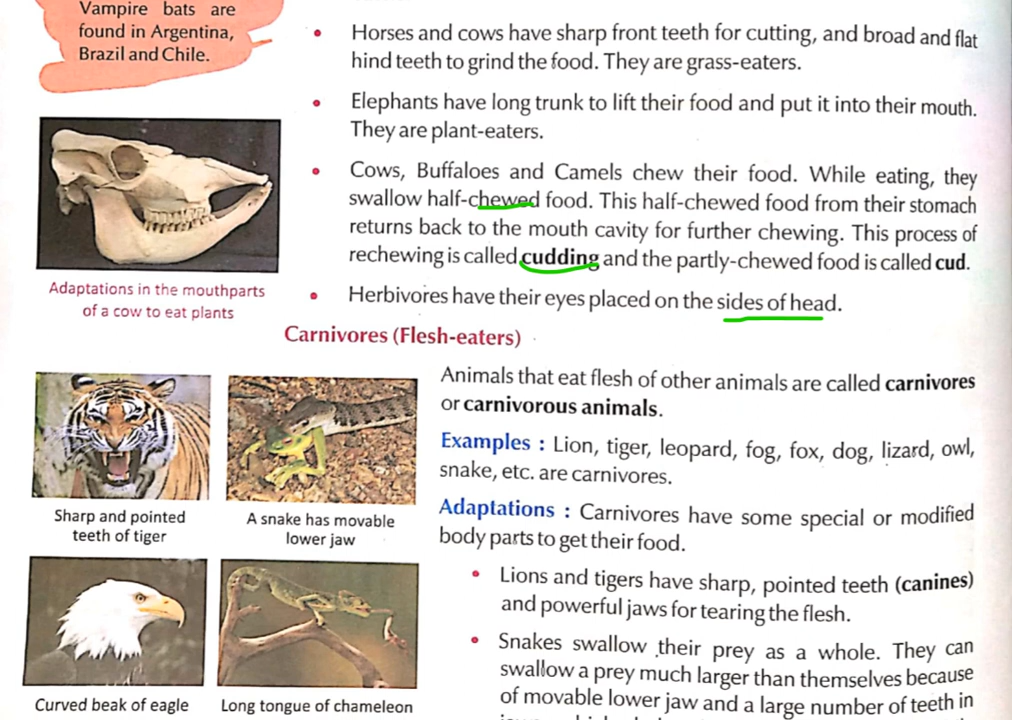 Vampire bats are
found in Argentina,
Brazil and Chile.
• Horses and cows have sharp front teeth for cutting, and broad and flat
hind teeth to grind the food. They are grass-eaters.
• Elephants have long trunk to lift their food and put it into their mouth.
They are plant-eaters.
• Cows, Buffaloes and Camels chew their food. While eating, they
swallow half-chewed food. This half-chewed food from their stomach
returns back to the mouth cavity for further chewing. This process of
rechewing is called cudding and the partly-chewed food is called cud.
• Herbivores have their eyes placed on the sides of head.
Adaptations in the mouthparts
of a cow to eat plants
Carnivores (Flesh-eaters)
Animals that eat flesh of other animals are called carnivores
or carnivorous animals.
Examples : Lion, tiger, leopard, fog, fox, dog, lizard, owl,
snake, etc. are carnivores.
Adaptations : Carnivores have some special or modified
body parts to get their food.
• Lions and tigers have sharp, pointed teeth (canines)
and powerful jaws for tearing the flesh.
• Snakes swallow their prey as a whole. They can
swallow a prey much larger than themselves because
of movable lower jaw and a large number of teeth in
Sharp and pointed
teeth of tiger
A snake has movable
lower jaw
Curved beak of eagle
Long tongue of chameleon